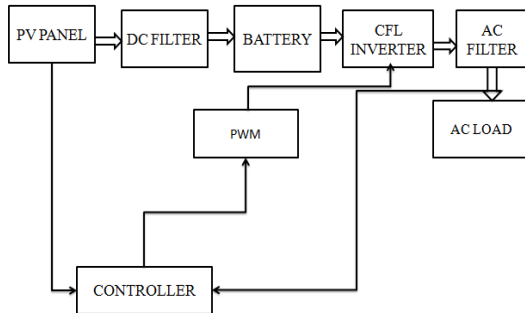 PV PANEL
DC FILTER
BATTERY
CFL
INVERTER
AC
FILTER
PWM
AC LOAD
CONTROLLER